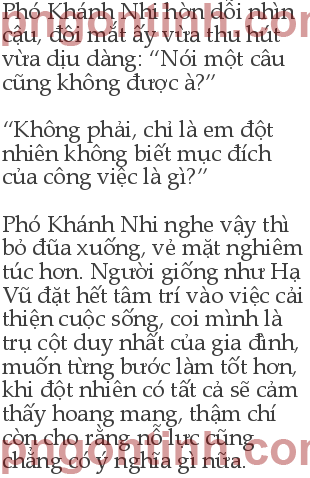 Phó Khánh Nhi hờn dỗi nhìn
cậu, đôi mắt ấy vừa thu hút
vừa dịu dàng: “Nói một câu
cũng không được à?”
“Không phải, chỉ là em đột
nhiên không biết mục đích
của công việc là gì?”
Phó Khánh Nhi nghe vậy thì
bỏ đũa xuống, vẻ mặt nghiêm
túc hơn. Người giống như Hạ
Vũ đặt hết tâm trí vào việc cải
thiện cuộc sống, coi mình là
trụ cột duy nhất của gia đình,
muốn từng bước làm tốt hơn,
khi đột nhiên có tất cả sẽ cảm
thấy hoang mang, thậm chí
còn cho rằng nỗ lực cũng
chẳng có ý nghĩa gì nữa.
pngontinh.com
pngontinh.com